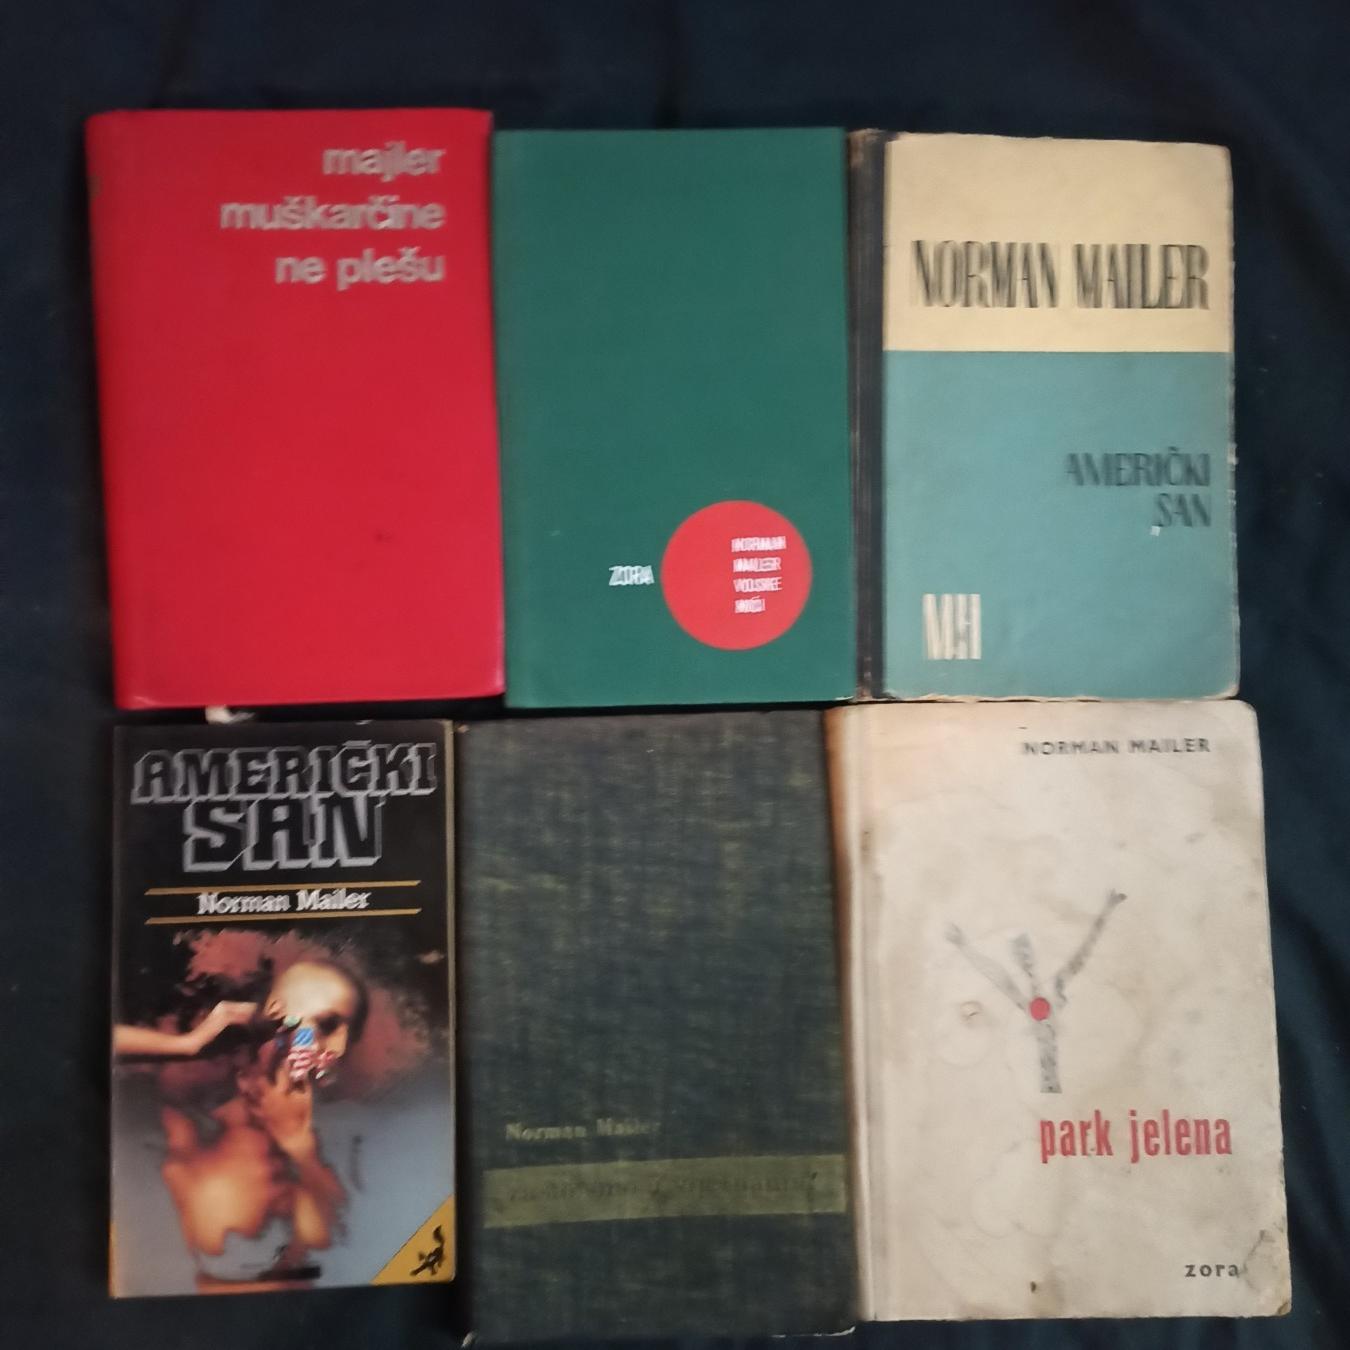 majler
muškarčine
ne plešu
ZORA
NORMAN
MAILER
VOJSKE
NOĆI
NORMAN MAILER
AMERIČKI
SAN
MH
AMERIČKI
SAN
Norman Mailer
Norman Mailer
NORMAN MAILER
park jelena
zora